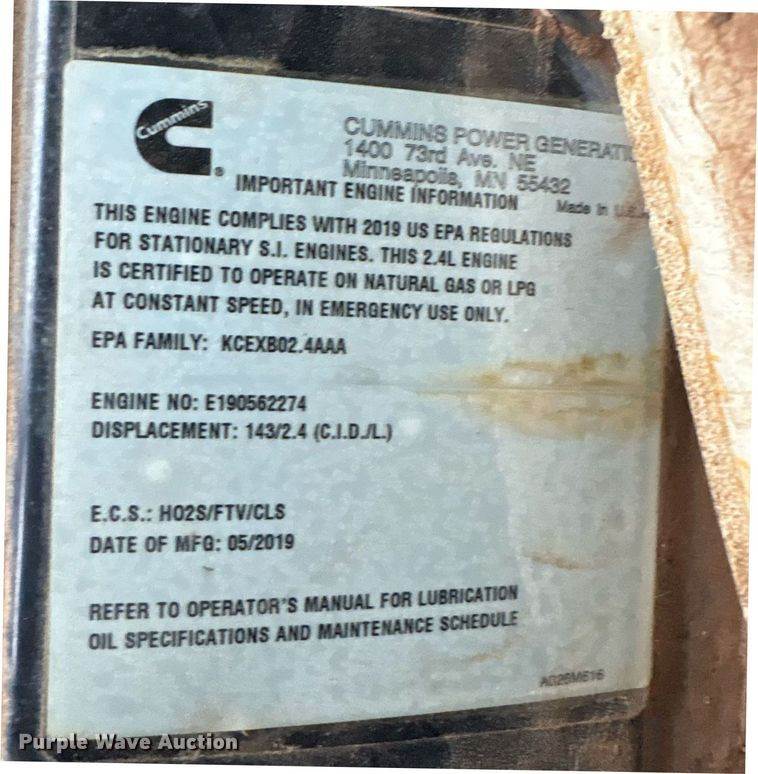 Cummins
CUMMINS POWER GENERATI
1400 73rd Ave. NE
Minneapolis, MN 55432
IMPORTANT ENGINE INFORMATION
Made in U.S.
THIS ENGINE COMPLIES WITH 2019 US EPA REGULATIONS
FOR STATIONARY S.I. ENGINES. THIS 2.4L ENGINE
IS CERTIFIED TO OPERATE ON NATURAL GAS OR LPG
AT CONSTANT SPEED, IN EMERGENCY USE ONLY.
EPA FAMILY: KCEXB02.4AAA
ENGINE NO: E190562274
DISPLACEMENT: 143/2.4 (C.I.D./L.)
E.C.S.: HO2S/FTV/CLS
DATE OF MFG: 05/2019
REFER TO OPERATOR'S MANUAL FOR LUBRICATION
OIL SPECIFICATIONS AND MAINTENANCE SCHEDULE
Purple Wave Auction